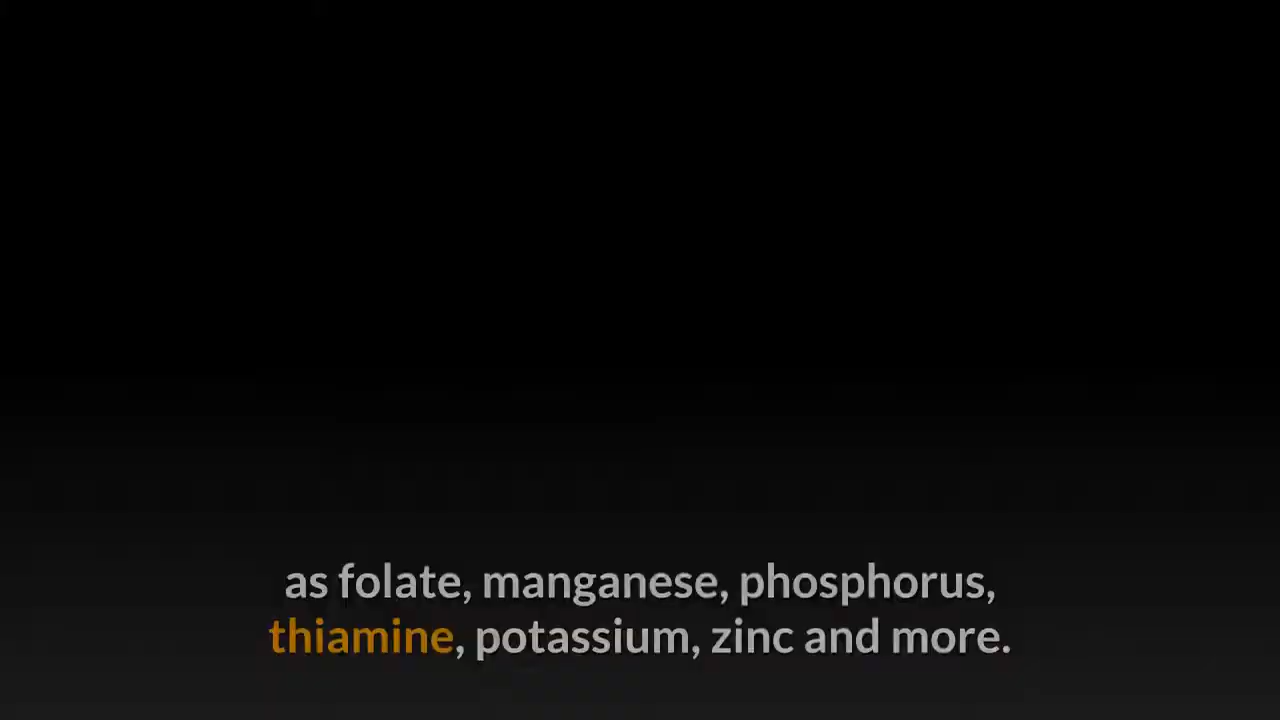 as folate, manganese, phosphorus,
thiamine, potassium, zinc and more.